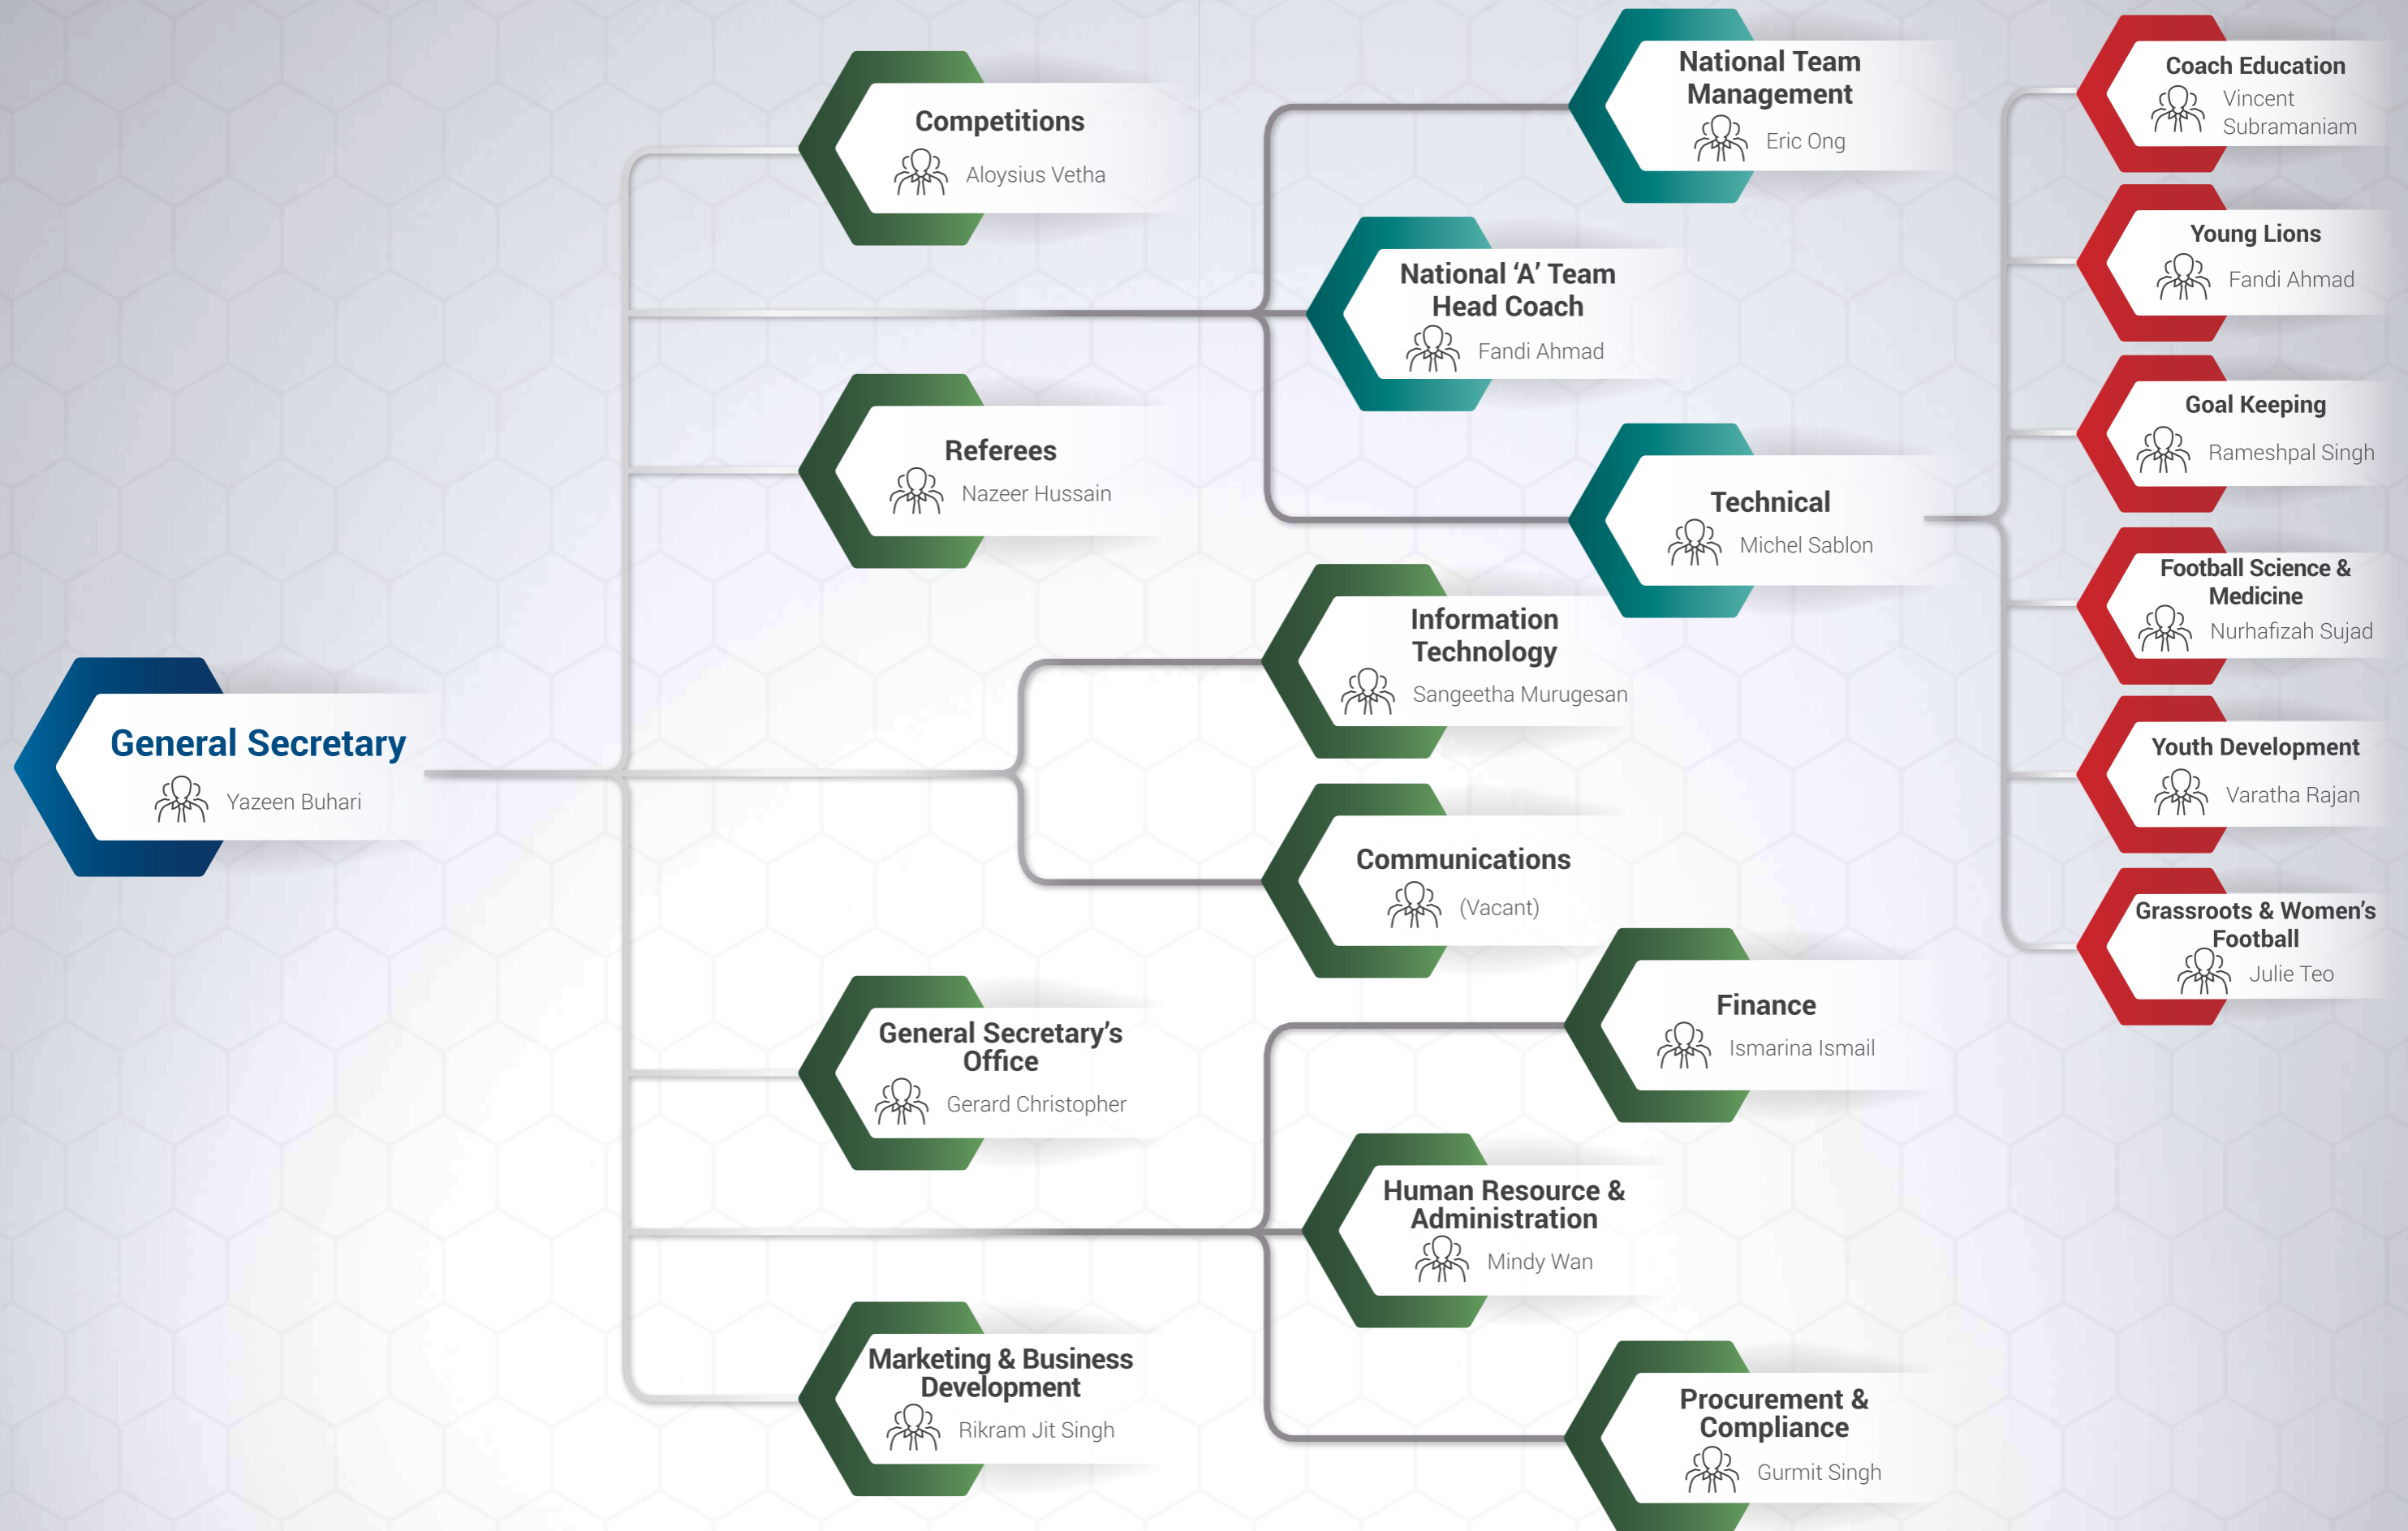 General Secretary
Yazeen Buhari
Competitions
Aloysius Vetha
Referees
Nazeer Hussain
General Secretary’s
Office
Gerard Christopher
Marketing & Business
Development
Rikram Jit Singh
National Team
Management
Eric Ong
National ‘A’ Team
Head Coach
Fandi Ahmad
Technical
Michel Sablon
Information
Technology
Sangeetha Murugesan
Communications
(Vacant)
Finance
Ismarina Ismail
Human Resource &
Administration
Mindy Wan
Procurement &
Compliance
Gurmit Singh
Coach Education
Vincent
Subramaniam
Young Lions
Fandi Ahmad
Goal Keeping
Rameshpal Singh
Football Science &
Medicine
Nurhafizah Sujad
Youth Development
Varatha Rajan
Grassroots & Women’s
Football
Julie Teo